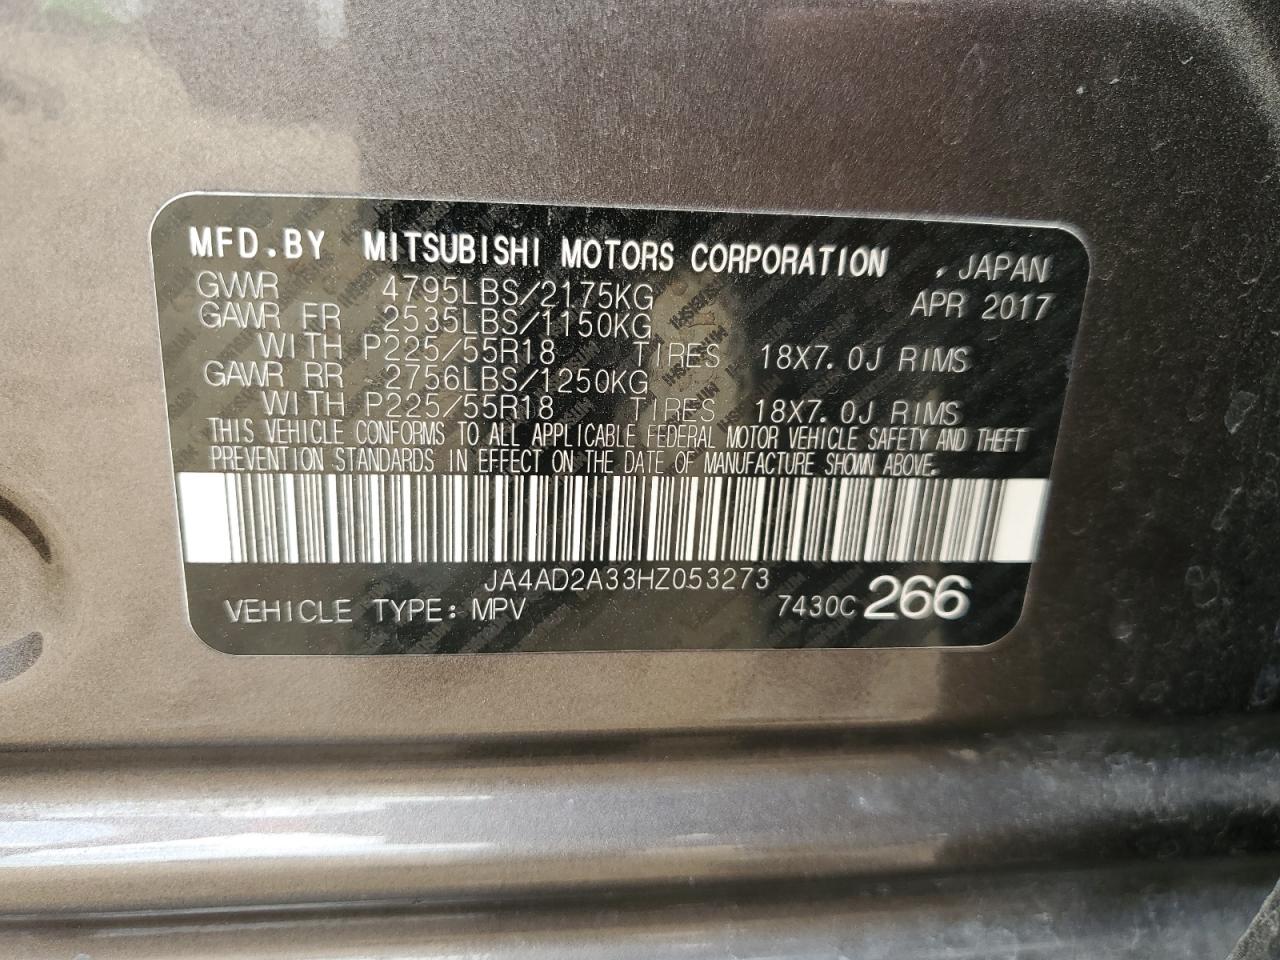 MFD.BY MITSUBISHI MOTORS CORPORATION , JAPAN
GVWR 4795LBS/2175KG APR 2017
GAWR FR 2535LBS/1150KG
WITH P225/55R18 TIRES 18X7.0J RIMS
GAWR RR 2756LBS/1250KG
WITH P225/55R18 TIRES 18X7.0J RIMS
THIS VEHICLE CONFORMS TO ALL APPLICABLE FEDERAL MOTOR VEHICLE SAFETY AND THEFT
PREVENTION STANDARDS IN EFFECT ON THE DATE OF MANUFACTURE SHOWN ABOVE.
JA4AD2A33HZ053273
VEHICLE TYPE: MPV 7430C 266